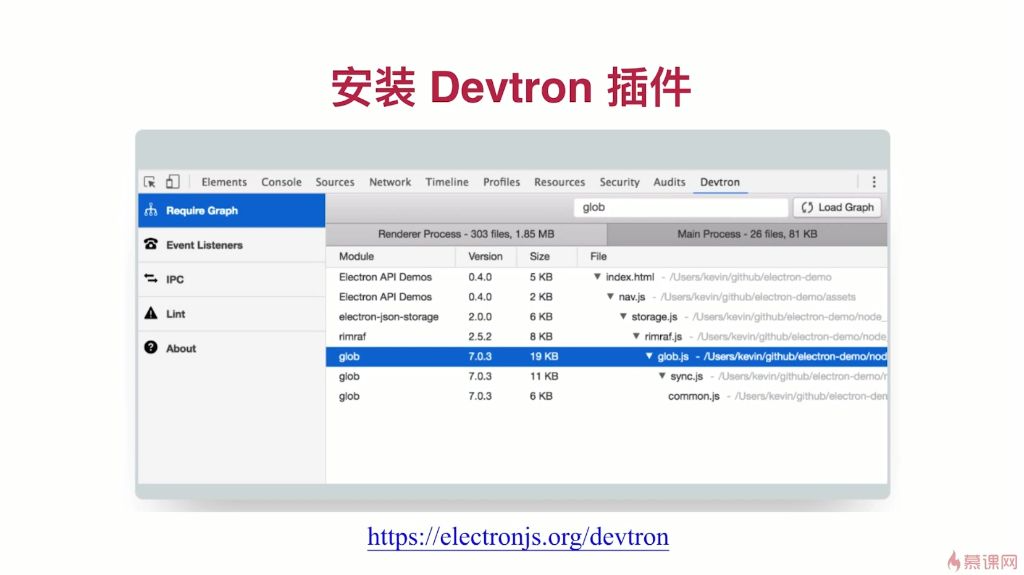 安装 Devtron 插件
Elements Console Sources Network Timeline Profiles Resources Security Audits Devtron
Require Graph
Event Listeners
IPC
Lint
About
glob
Load Graph
Renderer Process - 303 files, 1.85 MB
Main Process - 26 files, 81 KB
Module Version Size File
Electron API Demos 0.4.0 5 KB index.html - /Users/kevin/github/electron-demo
Electron API Demos 0.4.0 2 KB nav.js - /Users/kevin/github/electron-demo/assets
electron-json-storage 2.0.0 6 KB storage.js - /Users/kevin/github/electron-demo/node_
rimraf 2.5.2 8 KB rimraf.js - /Users/kevin/github/electron-demo/node
glob 7.0.3 19 KB glob.js - /Users/kevin/github/electron-demo/nod
glob 7.0.3 11 KB sync.js - /Users/kevin/github/electron-demo/r
glob 7.0.3 6 KB common.js - /Users/kevin/github/electron-den
https://electronjs.org/devtron
慕课网